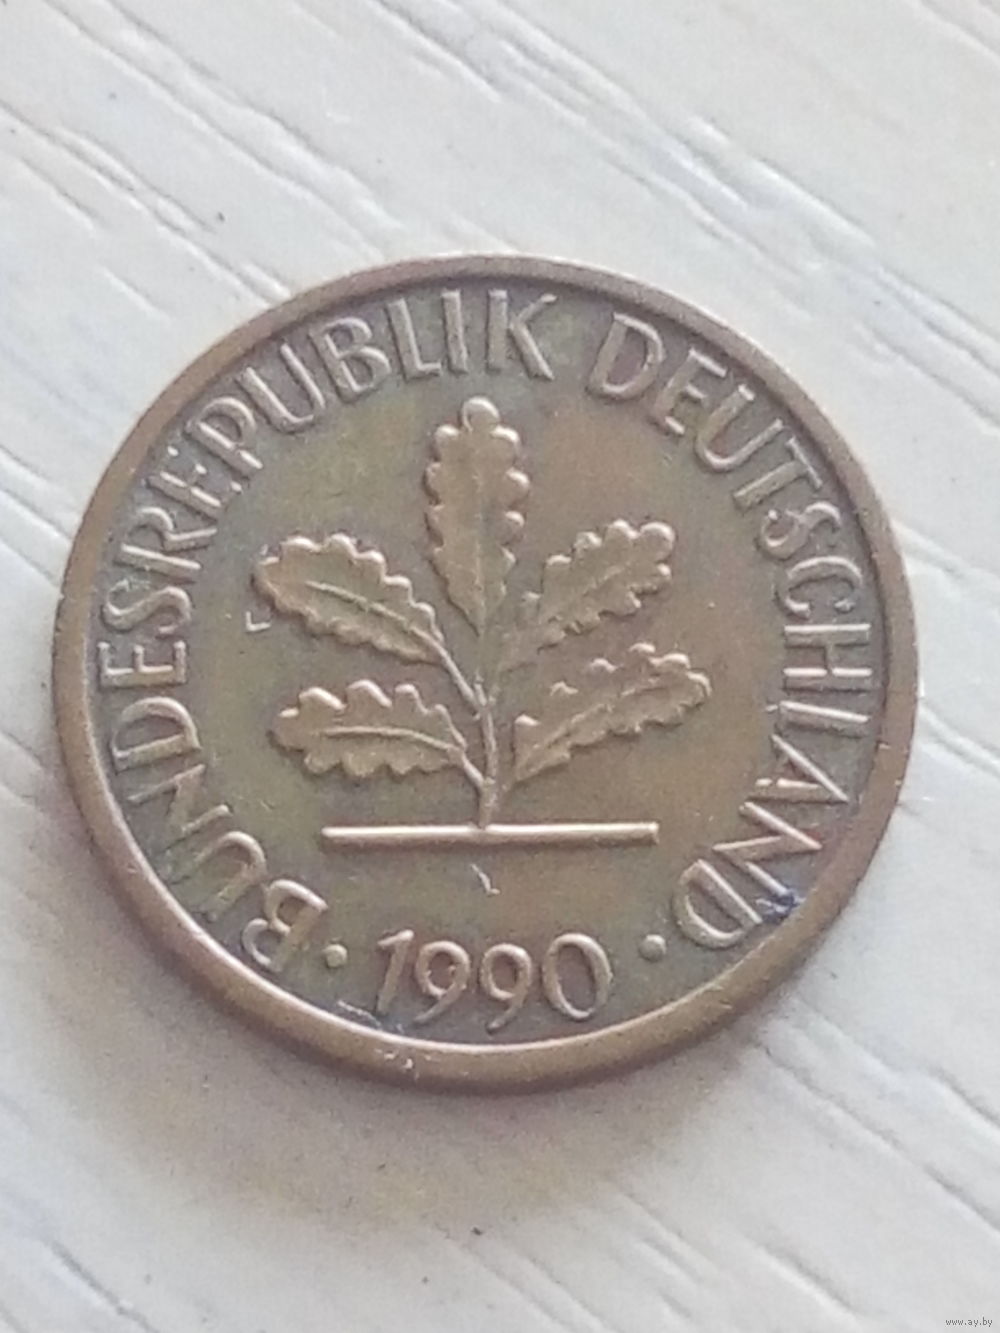 BUNDESREPUBLIK DEUTSCHLAND
· 1990 ·
www.ay.by